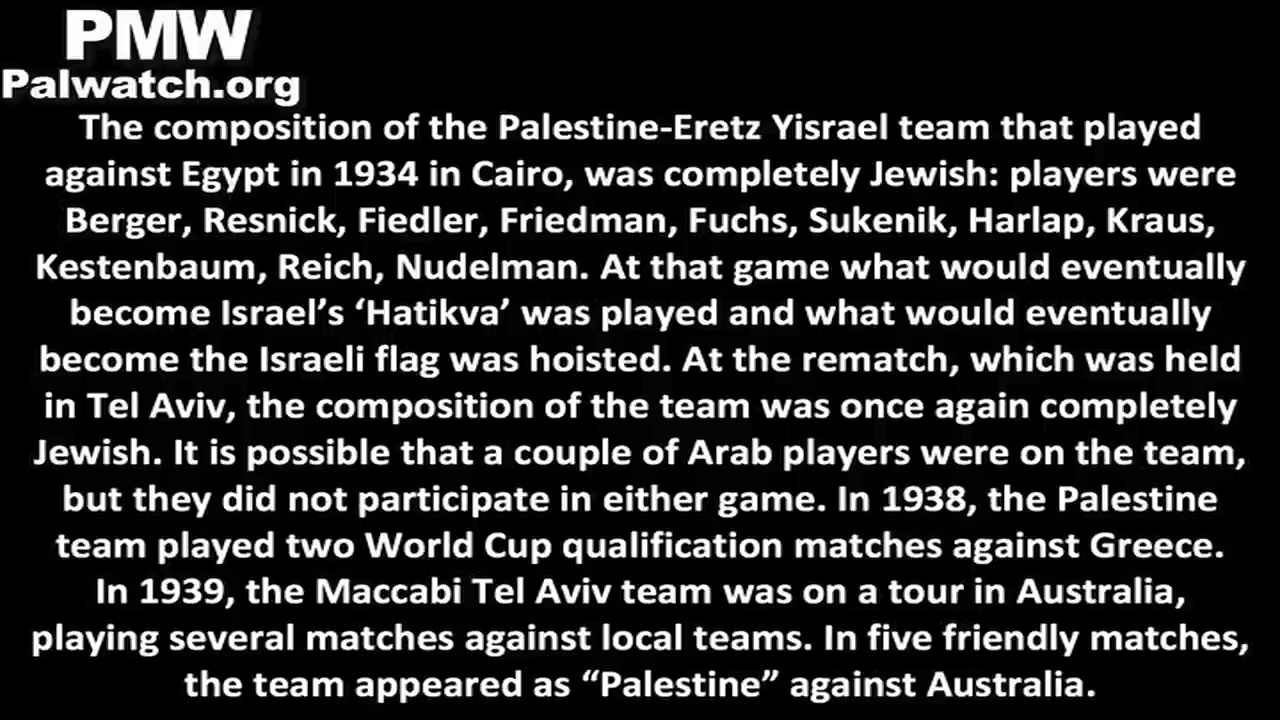 PMW
Palwatch.org
The composition of the Palestine-Eretz Yisrael team that played
against Egypt in 1934 in Cairo, was completely Jewish: players were
Berger, Resnick, Fiedler, Friedman, Fuchs, Sukenik, Harlap, Kraus,
Kestenbaum, Reich, Nudelman. At that game what would eventually
become Israel’s ‘Hatikva’ was played and what would eventually
become the Israeli flag was hoisted. At the rematch, which was held
in Tel Aviv, the composition of the team was once again completely
Jewish. It is possible that a couple of Arab players were on the team,
but they did not participate in either game. In 1938, the Palestine
team played two World Cup qualification matches against Greece.
In 1939, the Maccabi Tel Aviv team was on a tour in Australia,
playing several matches against local teams. In five friendly matches,
the team appeared as “Palestine” against Australia.